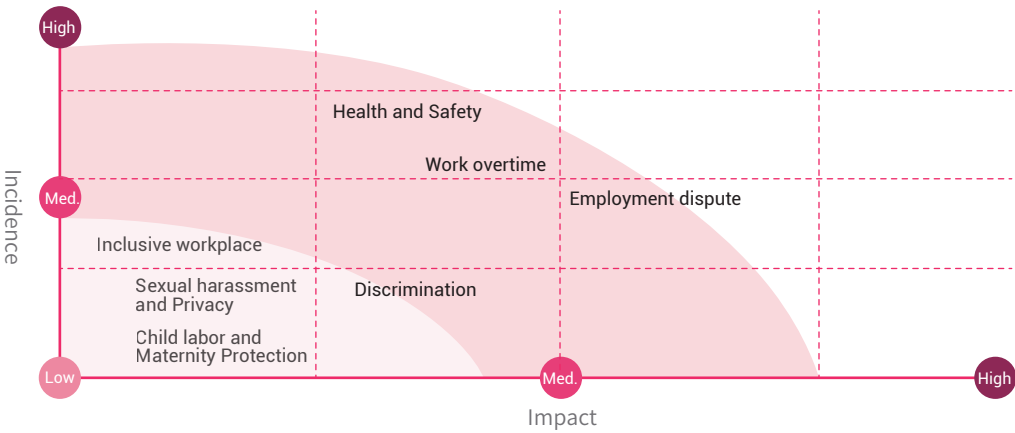 High
Health and Safety
Work overtime
Med.
Employment dispute
Incidence
Inclusive workplace
Sexual harassment
and Privacy
Discrimination
Child labor and
Maternity Protection
Low
Med.
High
Impact